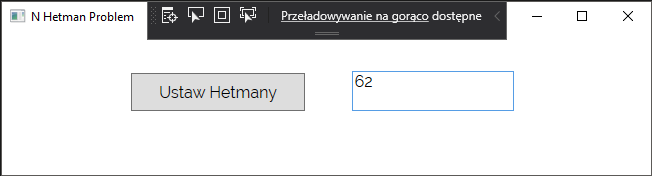 N Hetman Problem
Przeładowywanie na gorąco dostępne
Ustaw Hetmany
62